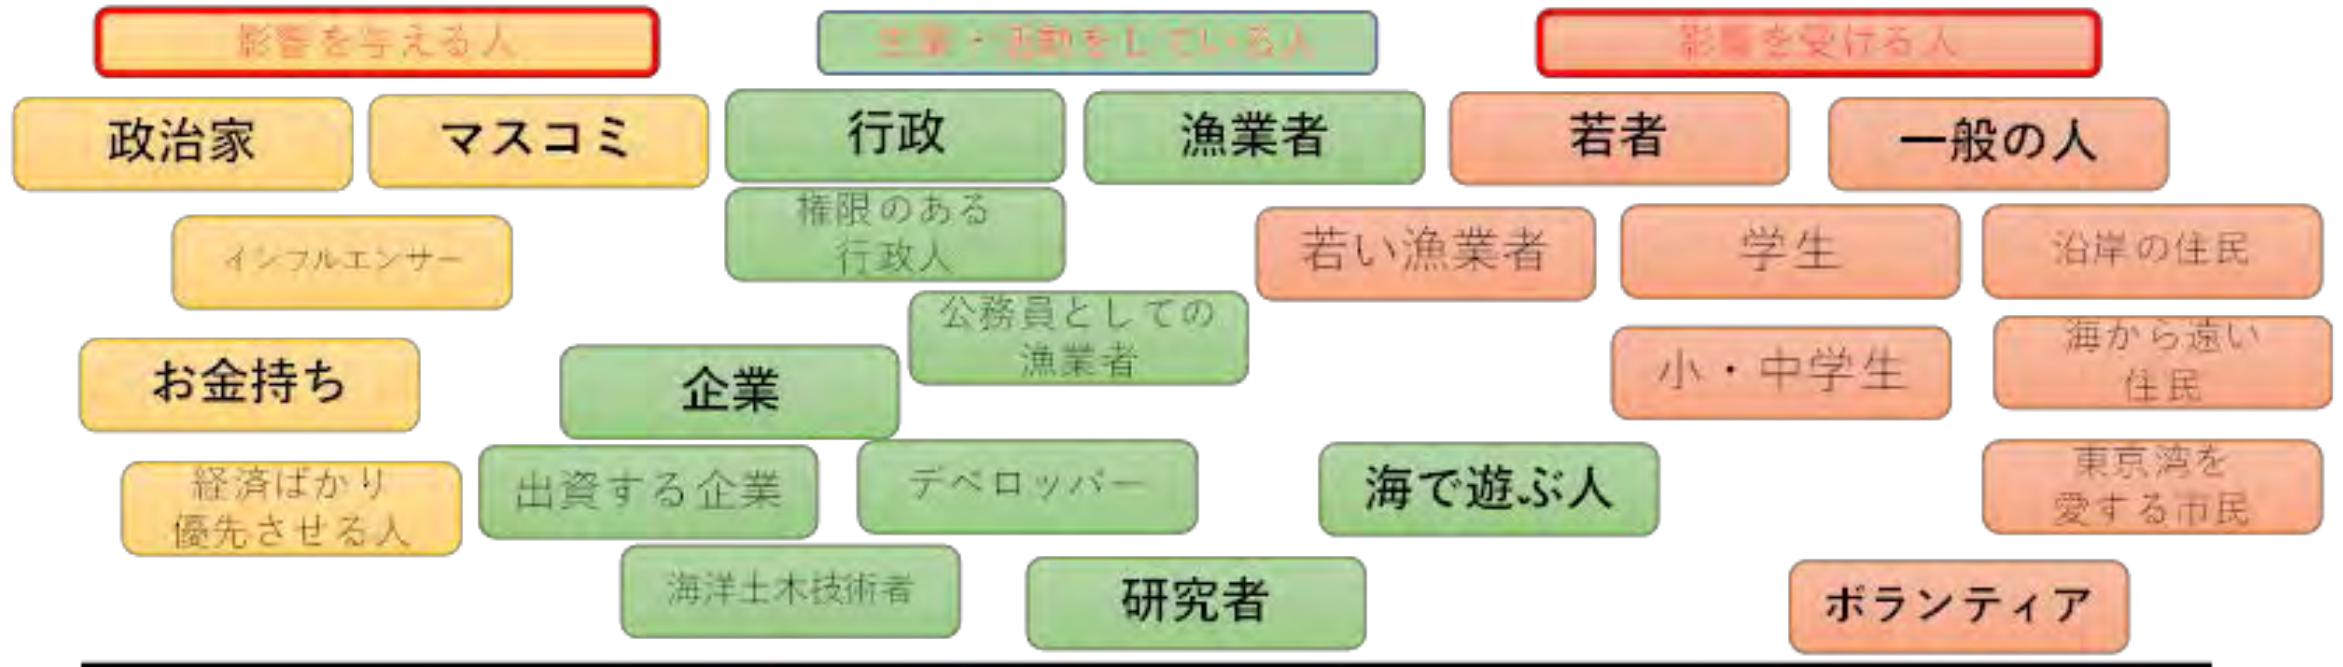 影響を与える人
生業・活動をしている人
影響を受ける人
政治家
マスコミ
行政
漁業者
若者
一般の人
権限のある
行政人
インフルエンサー
若い漁業者
学生
沿岸の住民
公務員としての
漁業者
お金持ち
企業
小・中学生
海から遠い
住民
経済ばかり
優先させる人
出資する企業
デベロッパー
海で遊ぶ人
東京湾を
愛する市民
海洋土木技術者
研究者
ボランティア